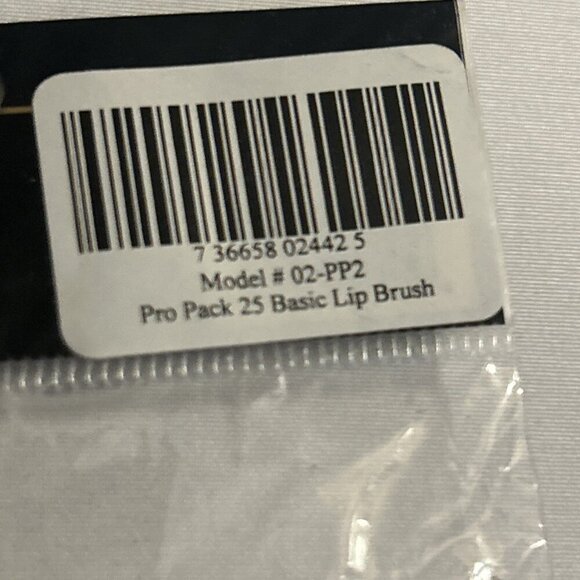 7 36658 02442 5
Model # 02-PP2
Pro Pack 25 Basic Lip Brush